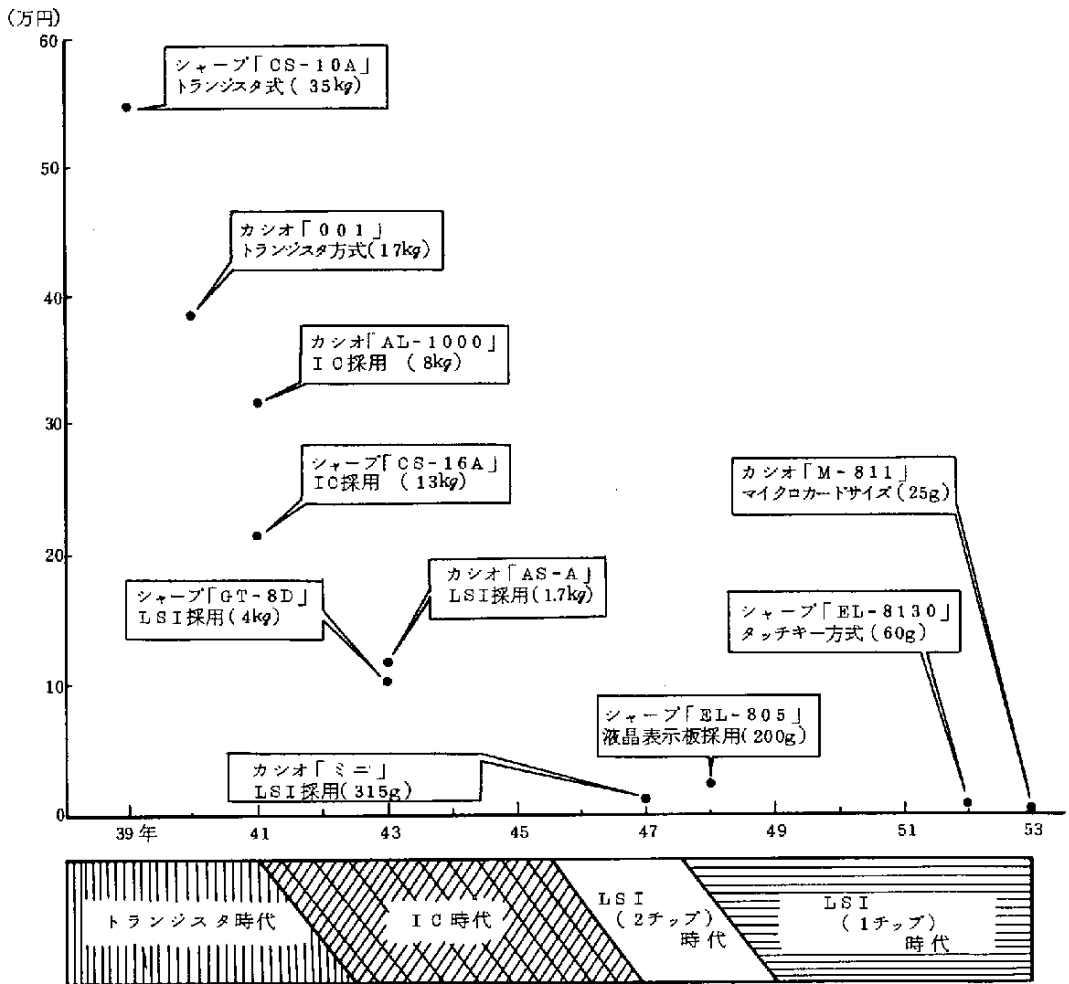 (万円)
60
シャープ「CS-10A」
トランジスタ式(35kg)
50
カシオ「001」
トランジスタ方式(17kg)
40
カシオ「AL-1000」
IC採用 (8kg)
30
シャープ「CS-16A」
IC採用 (13kg)
カシオ「M-811」
マイクロカードサイズ(25g)
20
カシオ「AS-A」
LSI採用(1.7kg)
シャープ「GT-8D」
LSI採用(4kg)
シャープ「EL-8130」
タッチキー方式(60g)
10
シャープ「EL-805」
液晶表示板採用(200g)
カシオ「ミニ」
LSI採用(315g)
0
39年 41 43 45 47 49 51 53
トランジスタ時代
IC時代
LSI
(2チップ)
時代
LSI
(1チップ)
時代